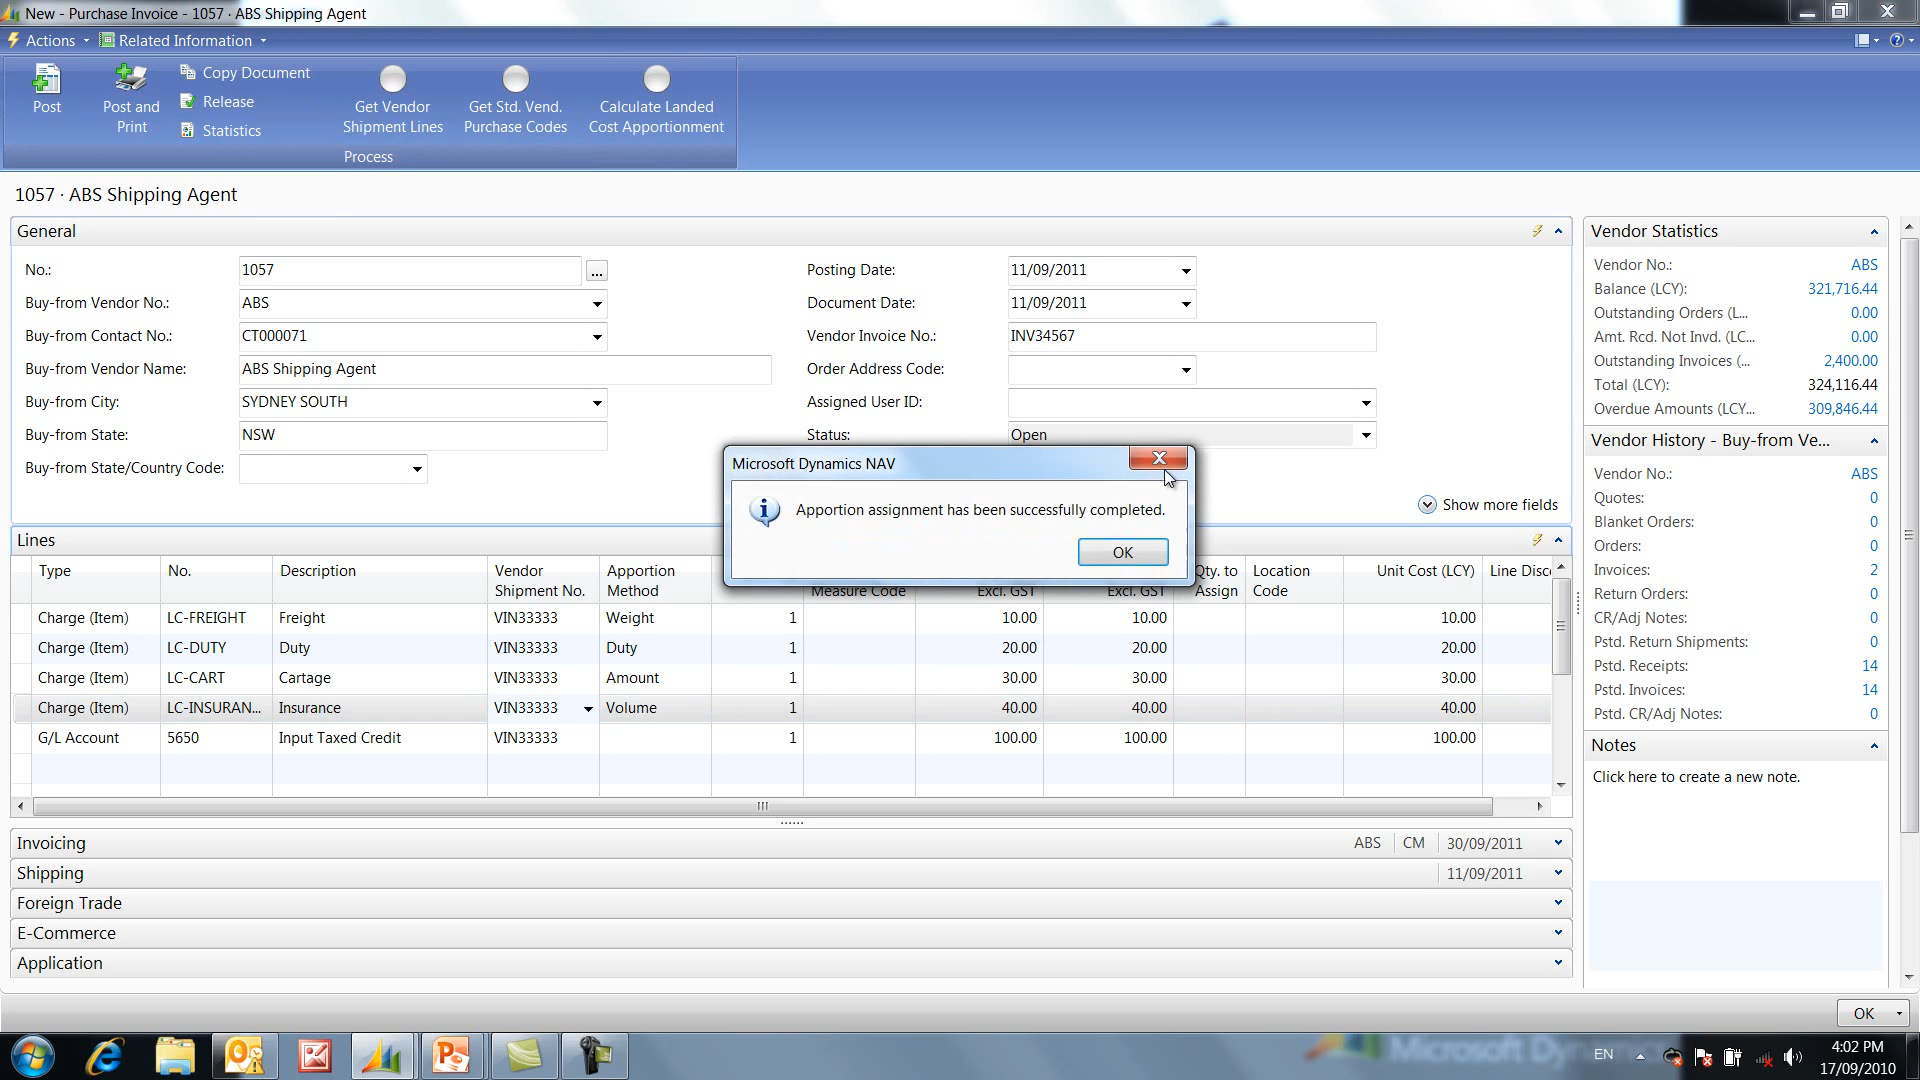 New - Purchase Invoice - 1057 · ABS Shipping Agent
Actions
Related Information
Post
Post and
Print
Copy Document
Release
Statistics
Get Vendor
Shipment Lines
Get Std. Vend.
Purchase Codes
Calculate Landed
Cost Apportionment
Process
1057 · ABS Shipping Agent
General
No.: 1057 ...
Buy-from Vendor No.: ABS
Buy-from Contact No.: CT000071
Buy-from Vendor Name: ABS Shipping Agent
Buy-from City: SYDNEY SOUTH
Buy-from State: NSW
Buy-from State/Country Code:
Posting Date: 11/09/2011
Document Date: 11/09/2011
Vendor Invoice No.: INV34567
Order Address Code:
Assigned User ID:
Status: Open
Show more fields
Microsoft Dynamics NAV
Apportion assignment has been successfully completed.
OK
Lines
Type No. Description Vendor Shipment No. Apportion Method Measure Code Excl. GST Excl. GST Qty. to Assign Location Code Unit Cost (LCY) Line Disc
Charge (Item) LC-FREIGHT Freight VIN33333 Weight 1 10.00 10.00 10.00
Charge (Item) LC-DUTY Duty VIN33333 Duty 1 20.00 20.00 20.00
Charge (Item) LC-CART Cartage VIN33333 Amount 1 30.00 30.00 30.00
Charge (Item) LC-INSURAN... Insurance VIN33333 Volume 1 40.00 40.00 40.00
G/L Account 5650 Input Taxed Credit VIN33333 1 100.00 100.00 100.00
Invoicing ABS CM 30/09/2011
Shipping 11/09/2011
Foreign Trade
E-Commerce
Application
Vendor Statistics
Vendor No.: ABS
Balance (LCY): 321,716.44
Outstanding Orders (L... 0.00
Amt. Rcd. Not Invd. (LC... 0.00
Outstanding Invoices (... 2,400.00
Total (LCY): 324,116.44
Overdue Amounts (LCY... 309,846.44
Vendor History - Buy-from Ve...
Vendor No.: ABS
Quotes: 0
Blanket Orders: 0
Orders: 0
Invoices: 2
Return Orders: 0
CR/Adj Notes: 0
Pstd. Return Shipments: 0
Pstd. Receipts: 14
Pstd. Invoices: 14
Pstd. CR/Adj Notes: 0
Notes
Click here to create a new note.
OK
Microsoft Dyn
EN
4:02 PM
17/09/2010